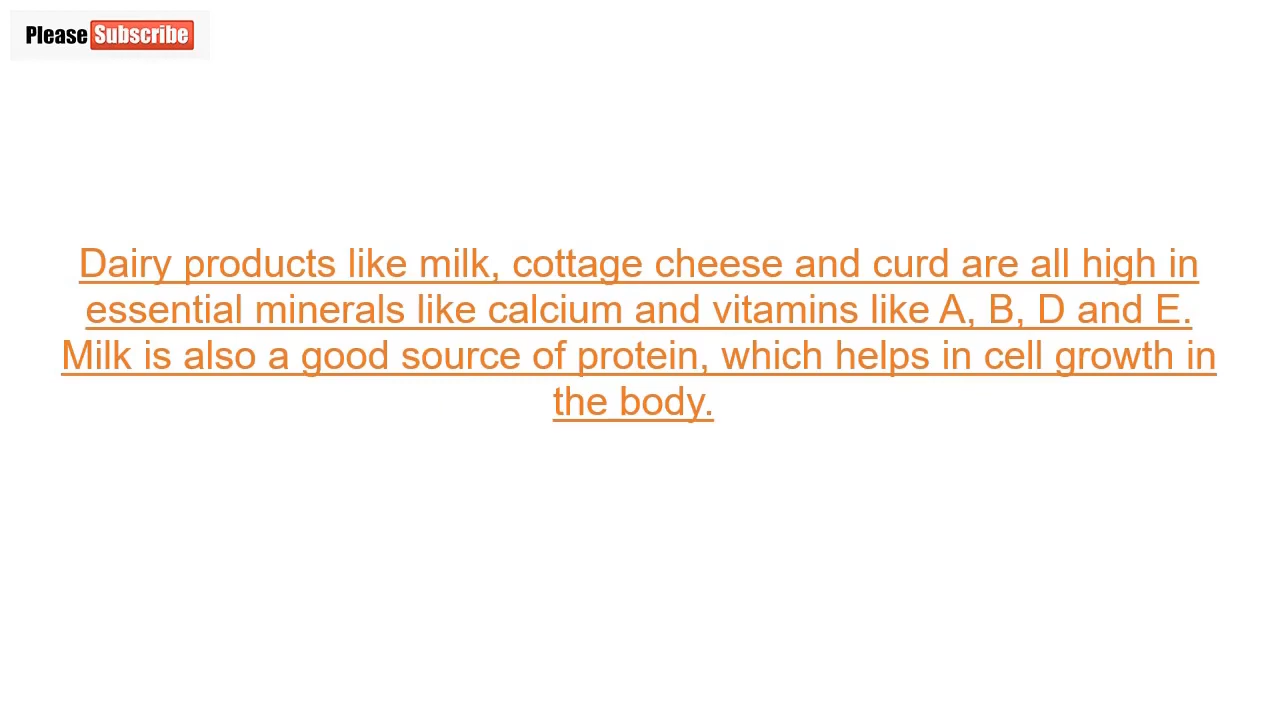 Please Subscribe
Dairy products like milk, cottage cheese and curd are all high in
essential minerals like calcium and vitamins like A, B, D and E.
Milk is also a good source of protein, which helps in cell growth in
the body.